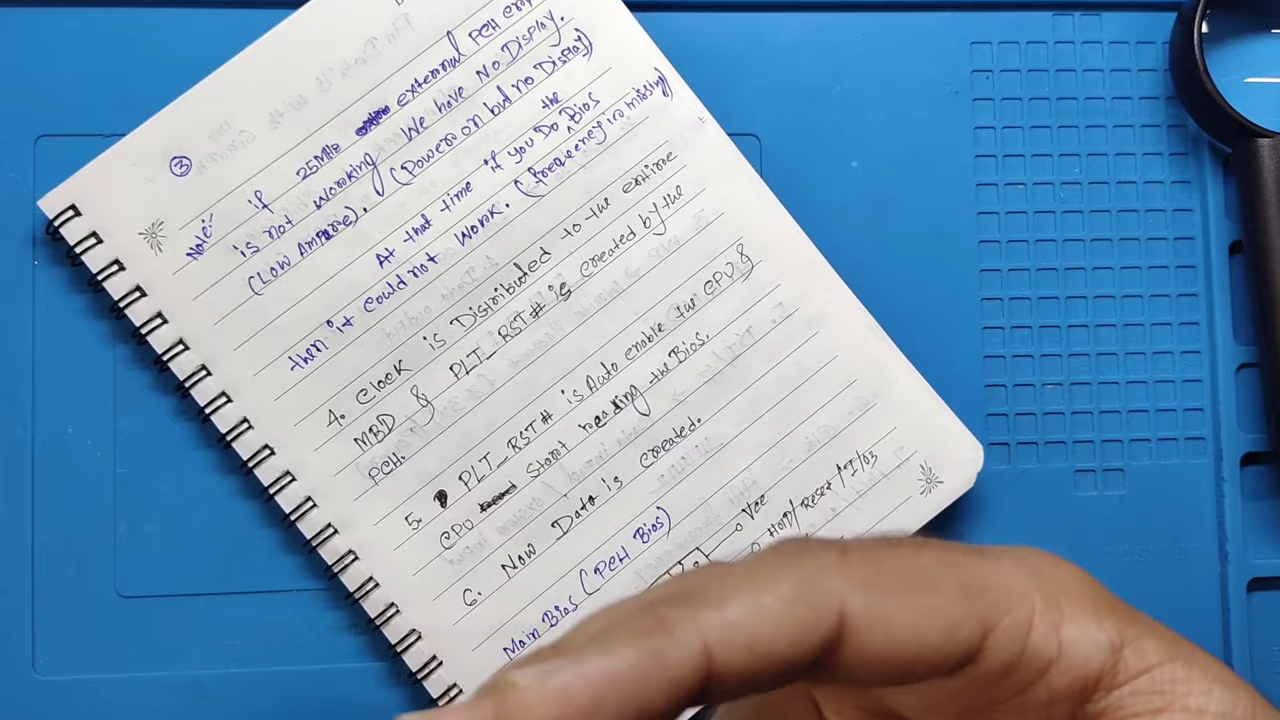 ③
Note:- if 25MHz external PCH
is not working We have No Display.
(Low Ampere). (Power on but no Display)
At that time if you Do the Bios
then it could not work. (frequency is missing)
4. Clock is Distributed to the entire
MBD & PLT_RST# is created by the
PCH.
5. PLT_RST# is Auto enable the CPU &
CPU Start reading the Bios.
6. Now Data is created.
Main Bios (PCH Bios)
Vcc
HOLD/Reset/I/O3